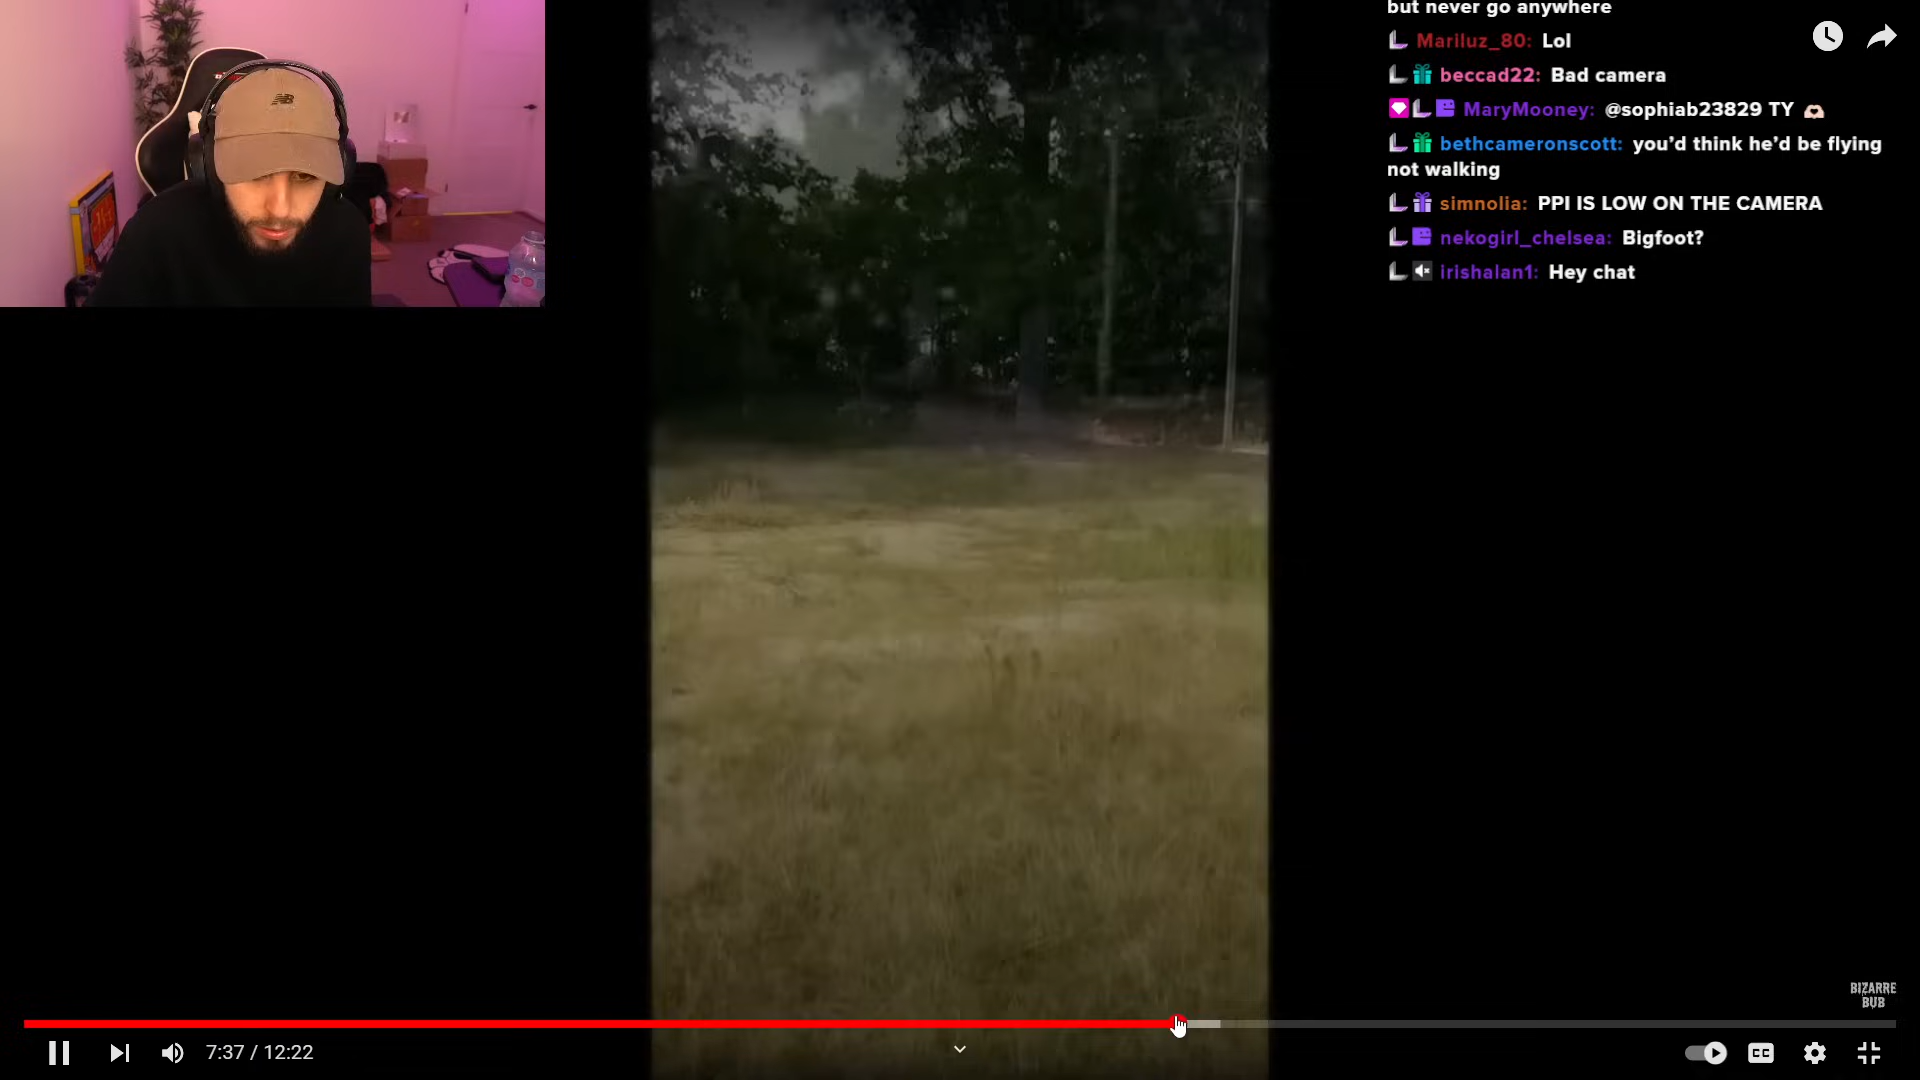 but never go anywhere
Mariluz_80: Lol
beccad22: Bad camera
MaryMooney: @sophiab23829 TY
bethcameronscott: you'd think he'd be flying
not walking
simnolia: PPI IS LOW ON THE CAMERA
nekogirl_chelsea: Bigfoot?
irishalan1: Hey chat
BIZARRE
BUB
7:37 / 12:22
CC